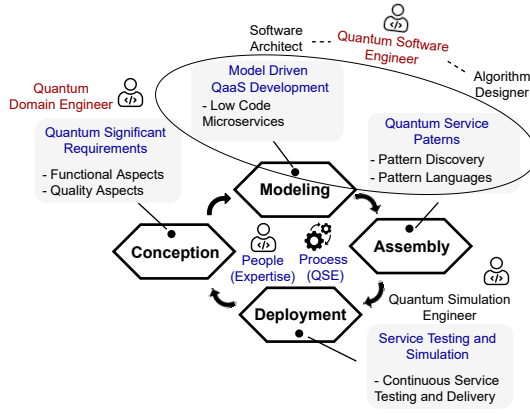 Software
Architect
Quantum Software
Engineer
Algorithm
Designer
Quantum
Domain Engineer
Model Driven
QaaS Development
- Low Code
Microservices
Quantum Significant
Requirements
- Functional Aspects
- Quality Aspects
Quantum Service
Paterns
- Pattern Discovery
- Pattern Languages
Modeling
Conception
Assembly
People
(Expertise)
Process
(QSE)
Deployment
Quantum Simulation
Engineer
Service Testing and
Simulation
- Continuous Service
Testing and Delivery